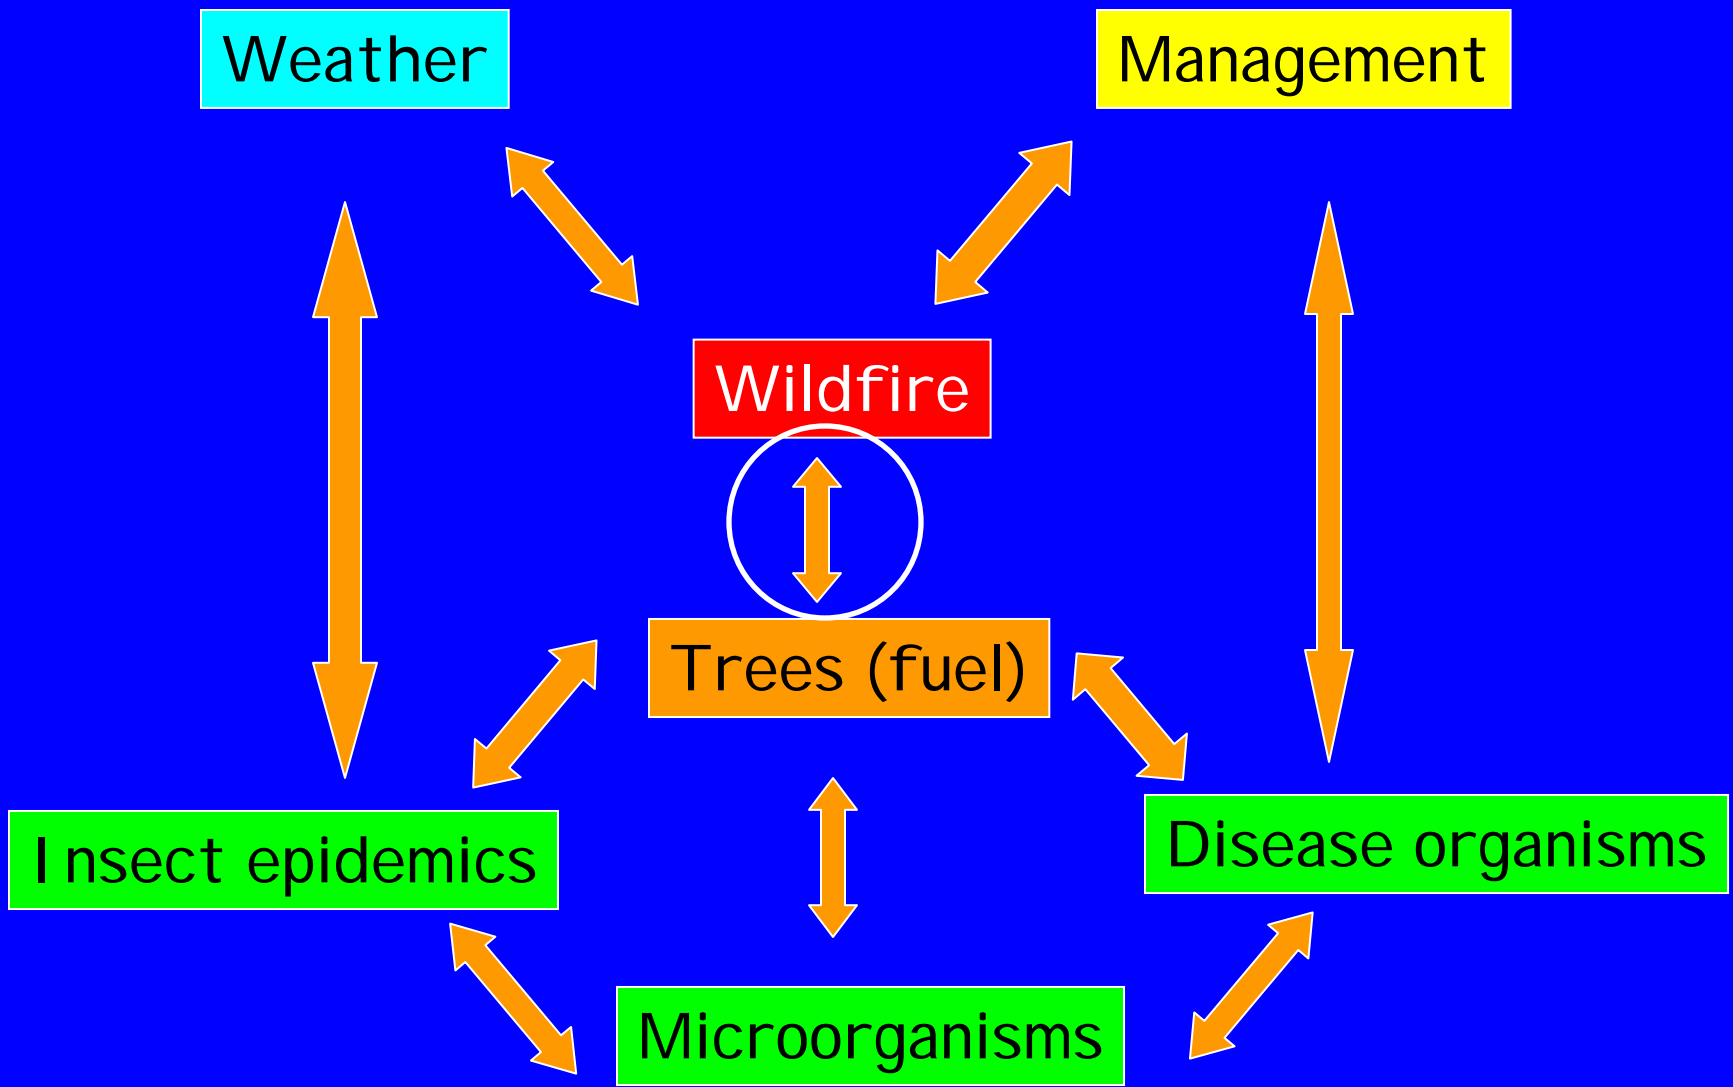 Weather
Management
Wildfire
Trees (fuel)
Insect epidemics
Disease organisms
Microorganisms